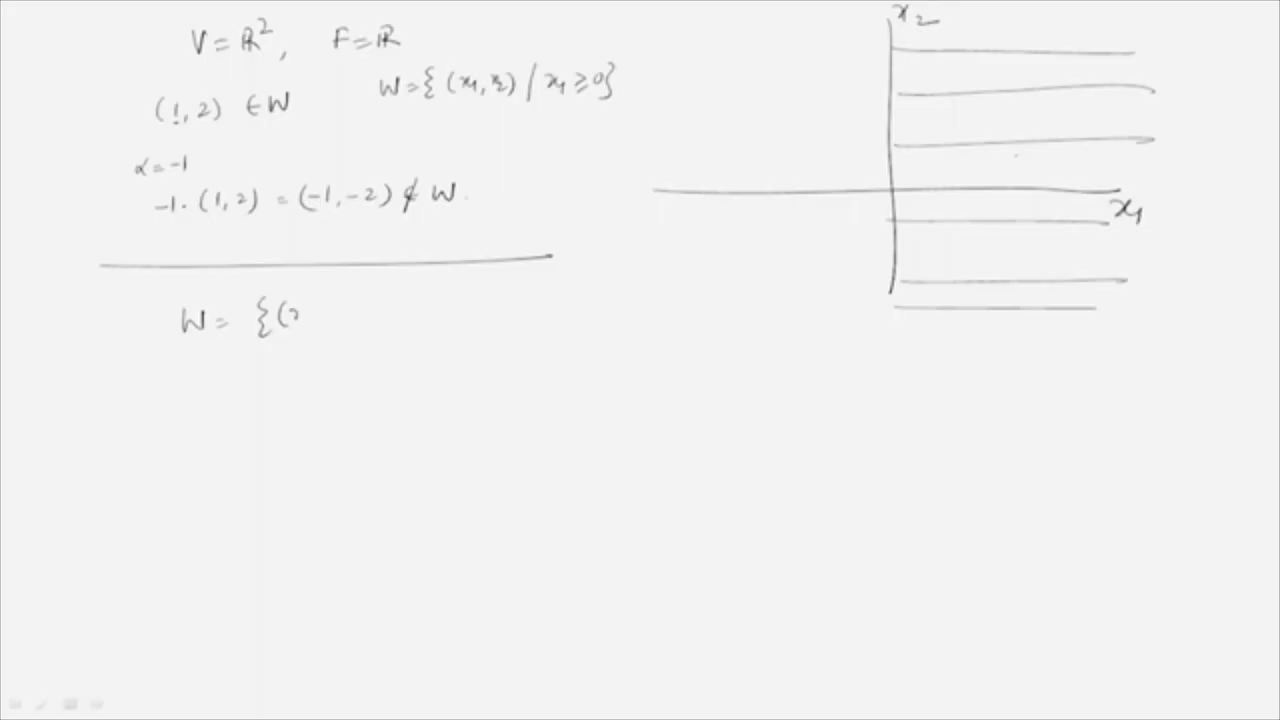 V = ℝ², F = ℝ
W = { (x₁, x₂) / x₁ ≥ 0}
(1, 2) ∈ W
α = -1
-1 · (1, 2) = (-1, -2) ∉ W.
W = {(
x₂
x₁